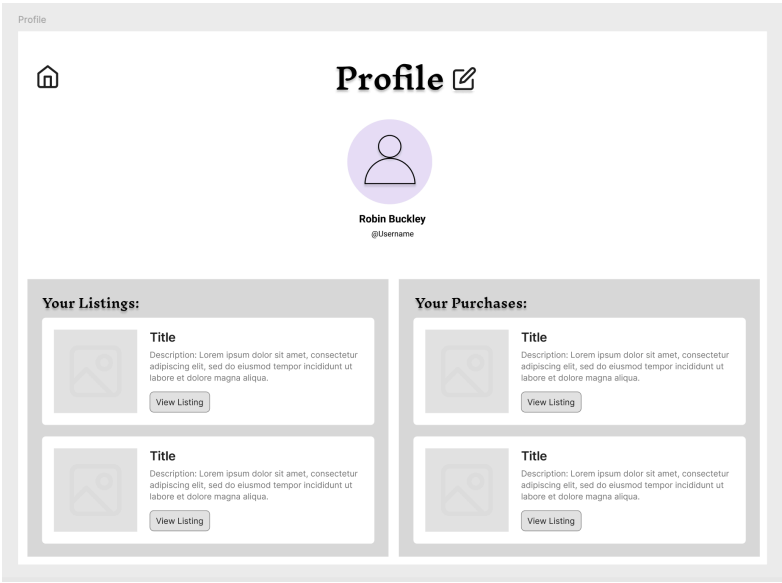 Profile
Profile
Robin Buckley
@Username
Your Listings:
Title
Description: Lorem ipsum dolor sit amet, consectetur
adipiscing elit, sed do eiusmod tempor incididunt ut
labore et dolore magna aliqua.
View Listing
Title
Description: Lorem ipsum dolor sit amet, consectetur
adipiscing elit, sed do eiusmod tempor incididunt ut
labore et dolore magna aliqua.
View Listing
Your Purchases:
Title
Description: Lorem ipsum dolor sit amet, consectetur
adipiscing elit, sed do eiusmod tempor incididunt ut
labore et dolore magna aliqua.
View Listing
Title
Description: Lorem ipsum dolor sit amet, consectetur
adipiscing elit, sed do eiusmod tempor incididunt ut
labore et dolore magna aliqua.
View Listing